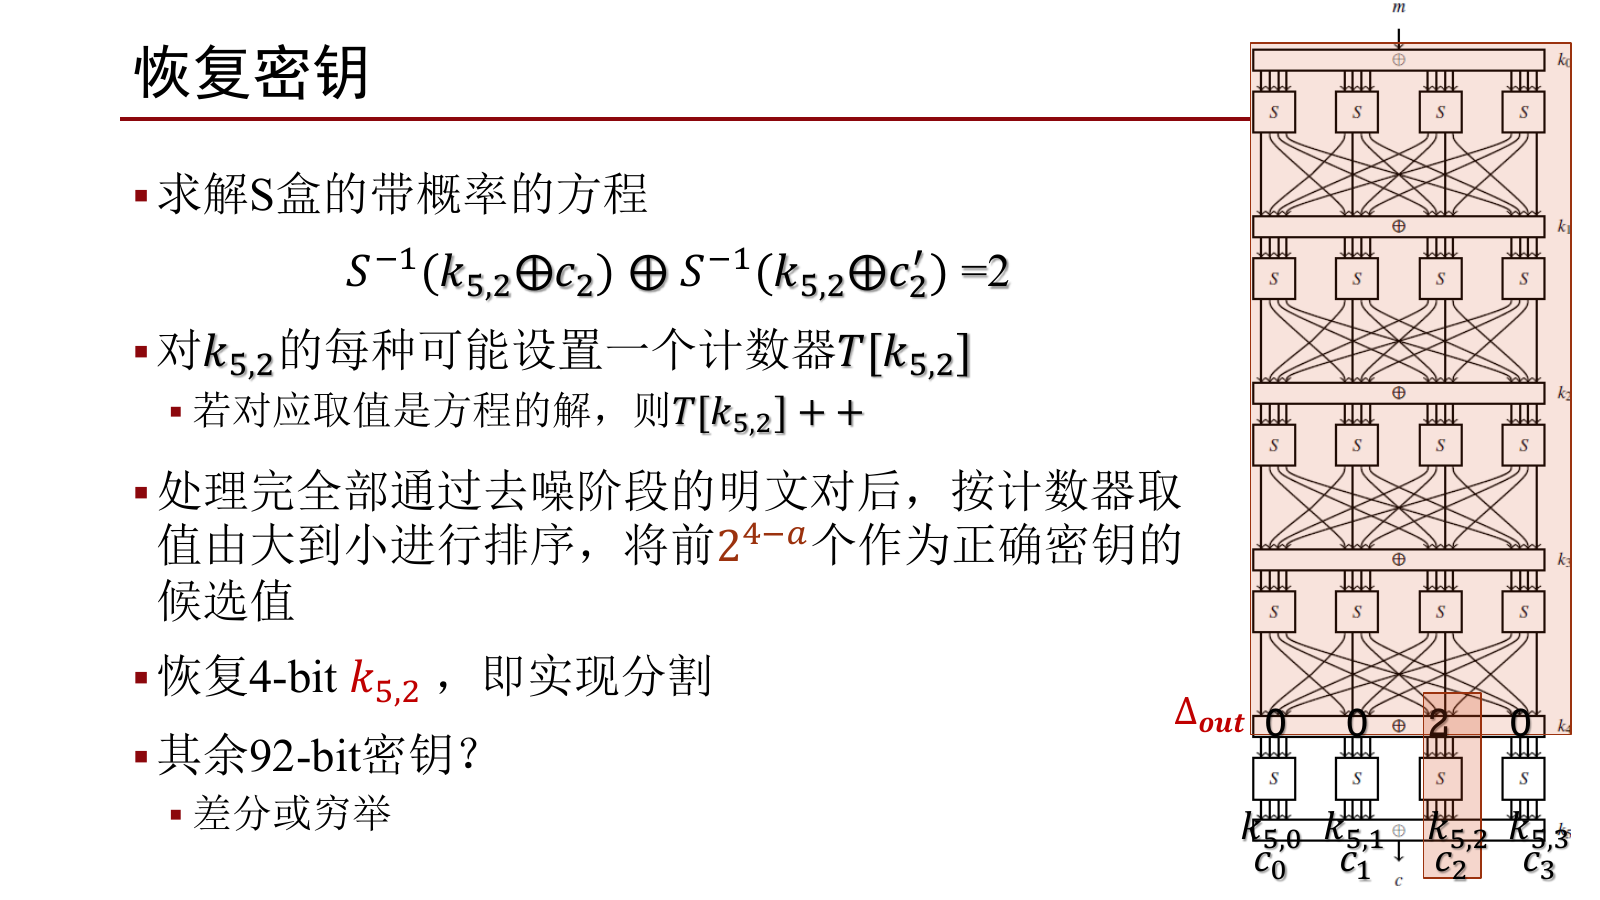 恢复密钥
求解S盒的带概率的方程
S⁻¹(k₅,₂⊕c₂) ⊕ S⁻¹(k₅,₂⊕c₂′) =2
对k₅,₂的每种可能设置一个计数器T[k₅,₂]
若对应取值是方程的解，则T[k₅,₂] + +
处理完全部通过去噪阶段的明文对后，按计数器取
值由大到小进行排序，将前2⁴⁻ᵃ个作为正确密钥的
候选值
恢复4-bit k₅,₂ ，即实现分割
其余92-bit密钥？
差分或穷举
m
⊕ k₀
S S S S
⊕ k₁
S S S S
⊕ k₂
S S S S
⊕ k₃
S S S S
Δout 0 0 ⊕ 2 0 k₄
S S S S
k₅,₀ k₅,₁ ⊕ k₅,₂ k₅,₃ k₅
c₀ c₁ c₂ c₃
c